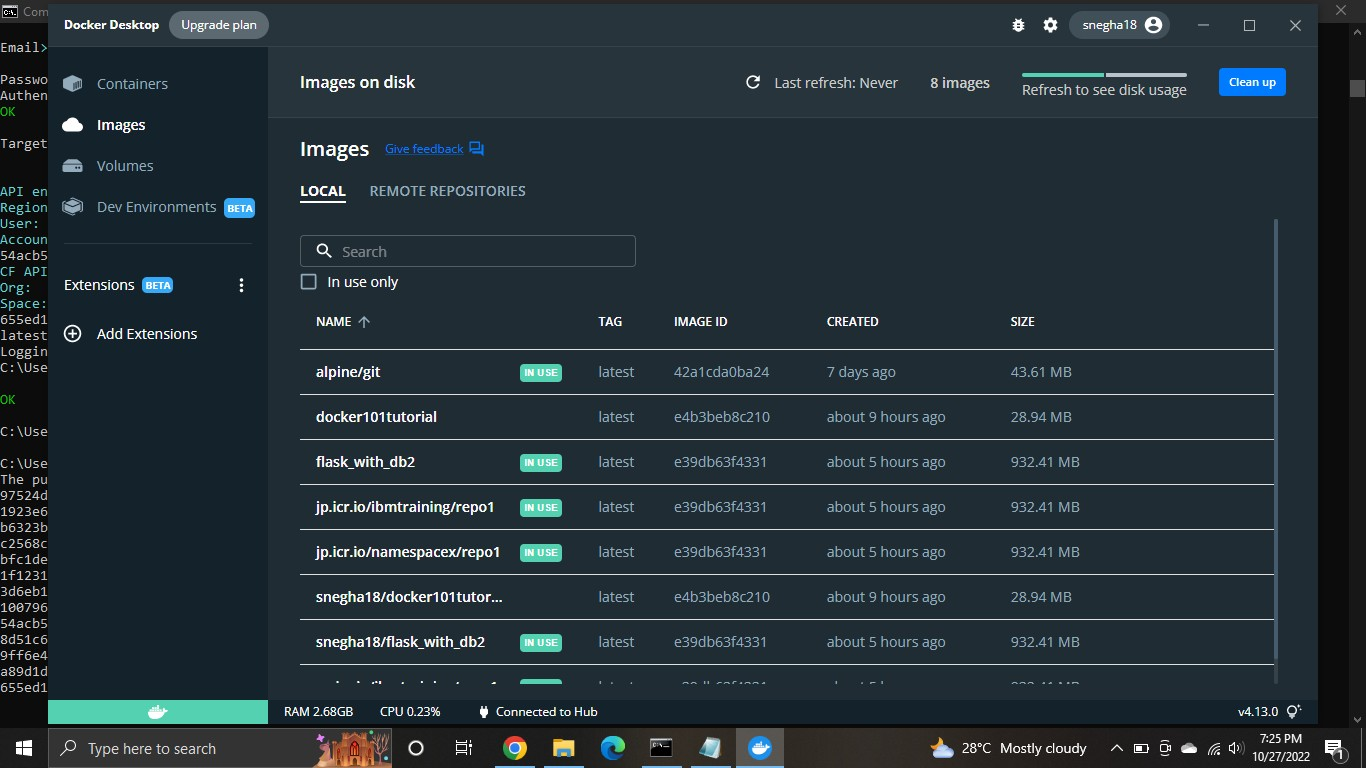 Com
Docker Desktop Upgrade plan snegha18
Email>
Passwo
Authen
OK
Target
API en
Region
User:
Accoun
54acb5
CF API
Org:
Space:
655ed1
latest
Loggin
C:\Use
OK
C:\Use
C:\Use
The pu
97524d
1923e6
b6323b
c2568c
bfc1de
1f1231
3d6eb1
100796
54acb5
8d51c6
9ff6e4
a89d1d
655ed1
Containers
Images
Volumes
Dev Environments BETA
Extensions BETA
Add Extensions
Images on disk Last refresh: Never 8 images Refresh to see disk usage Clean up
Images Give feedback
LOCAL REMOTE REPOSITORIES
Search
In use only
NAME TAG IMAGE ID CREATED SIZE
alpine/git IN USE latest 42a1cda0ba24 7 days ago 43.61 MB
docker101tutorial latest e4b3beb8c210 about 9 hours ago 28.94 MB
flask_with_db2 IN USE latest e39db63f4331 about 5 hours ago 932.41 MB
jp.icr.io/ibmtraining/repo1 IN USE latest e39db63f4331 about 5 hours ago 932.41 MB
jp.icr.io/namespacex/repo1 IN USE latest e39db63f4331 about 5 hours ago 932.41 MB
snegha18/docker101tutor... latest e4b3beb8c210 about 9 hours ago 28.94 MB
snegha18/flask_with_db2 IN USE latest e39db63f4331 about 5 hours ago 932.41 MB
RAM 2.68GB CPU 0.23% Connected to Hub v4.13.0
Type here to search 28°C Mostly cloudy 7:25 PM
10/27/2022
1